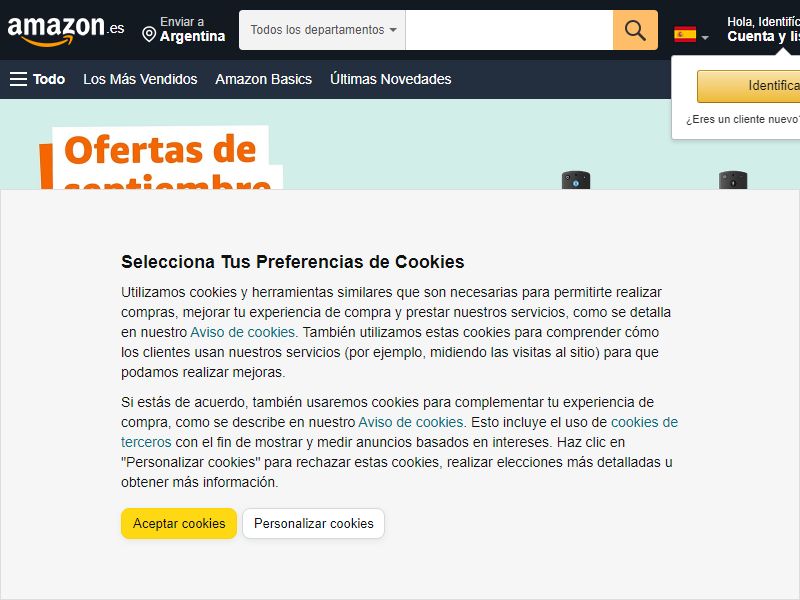 amazon.es
Enviar a
Argentina
Todos los departamentos
Hola, Identifíc
Cuenta y lis
Todo
Los Más Vendidos
Amazon Basics
Últimas Novedades
Identifica
¿Eres un cliente nuevo?
Ofertas de
septiembre
Selecciona Tus Preferencias de Cookies
Utilizamos cookies y herramientas similares que son necesarias para permitirte realizar
compras, mejorar tu experiencia de compra y prestar nuestros servicios, como se detalla
en nuestro Aviso de cookies. También utilizamos estas cookies para comprender cómo
los clientes usan nuestros servicios (por ejemplo, midiendo las visitas al sitio) para que
podamos realizar mejoras.
Si estás de acuerdo, también usaremos cookies para complementar tu experiencia de
compra, como se describe en nuestro Aviso de cookies. Esto incluye el uso de cookies de
terceros con el fin de mostrar y medir anuncios basados en intereses. Haz clic en
"Personalizar cookies" para rechazar estas cookies, realizar elecciones más detalladas u
obtener más información.
Aceptar cookies
Personalizar cookies